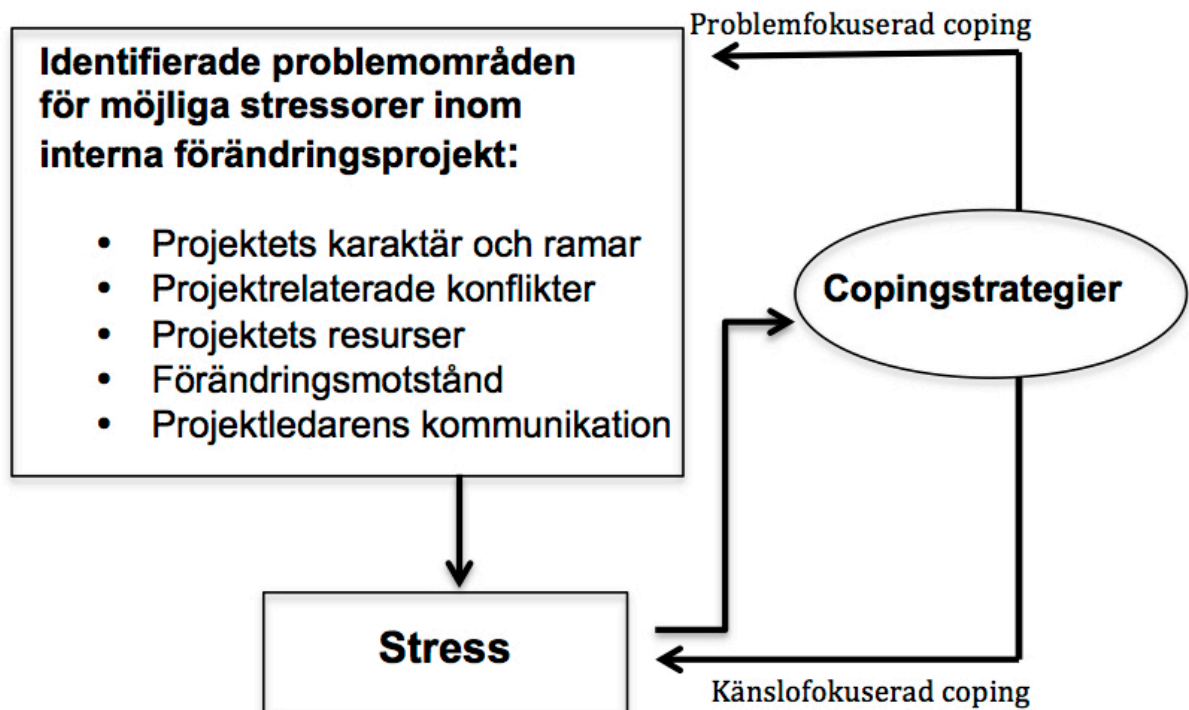 Problemfokuserad coping
Identifierade problemområden
för möjliga stressorer inom
interna förändringsprojekt:
• Projektets karaktär och ramar
• Projektrelaterade konflikter
• Projektets resurser
• Förändringsmotstånd
• Projektledarens kommunikation
Copingstrategier
Stress
Känslofokuserad coping